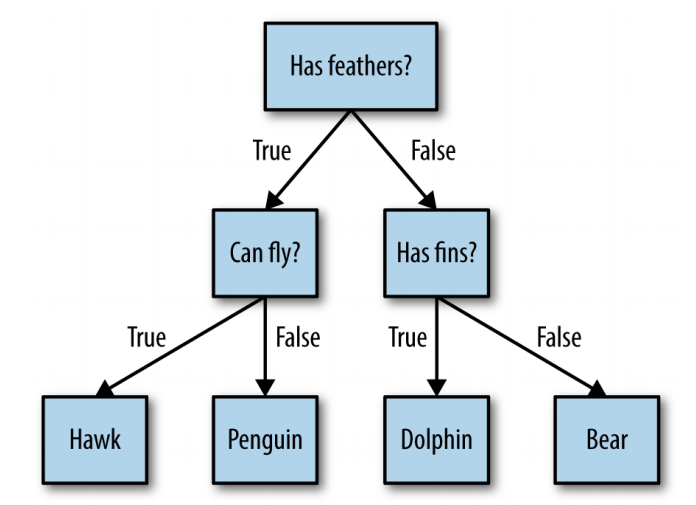 Has feathers?
True
False
Can fly?
Has fins?
True
False
True
False
Hawk
Penguin
Dolphin
Bear